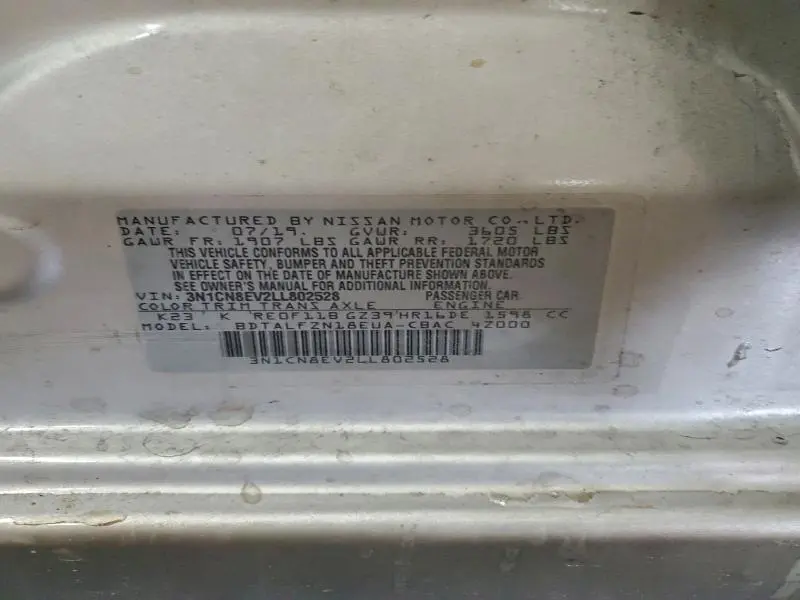 MANUFACTURED BY NISSAN MOTOR CO., LTD.
DATE: 07/19. GVWR: 3605 LBS
GAWR FR: 1907 LBS GAWR RR: 1720 LBS
THIS VEHICLE CONFORMS TO ALL APPLICABLE FEDERAL MOTOR
VEHICLE SAFETY, BUMPER AND THEFT PREVENTION STANDARDS
IN EFFECT ON THE DATE OF MANUFACTURE SHOWN ABOVE.
SEE OWNER'S MANUAL FOR ADDITIONAL INFORMATION.
VIN: 3N1CN8EV2LL802528 PASSENGER CAR
COLOR TRIM TRANS AXLE ENGINE
K23 K RE0F11B GZ39 HR16DE 1598 CC
MODEL: BDTALFZN18EUA-CBAC 4Z000
3N1CN8EV2LL802528